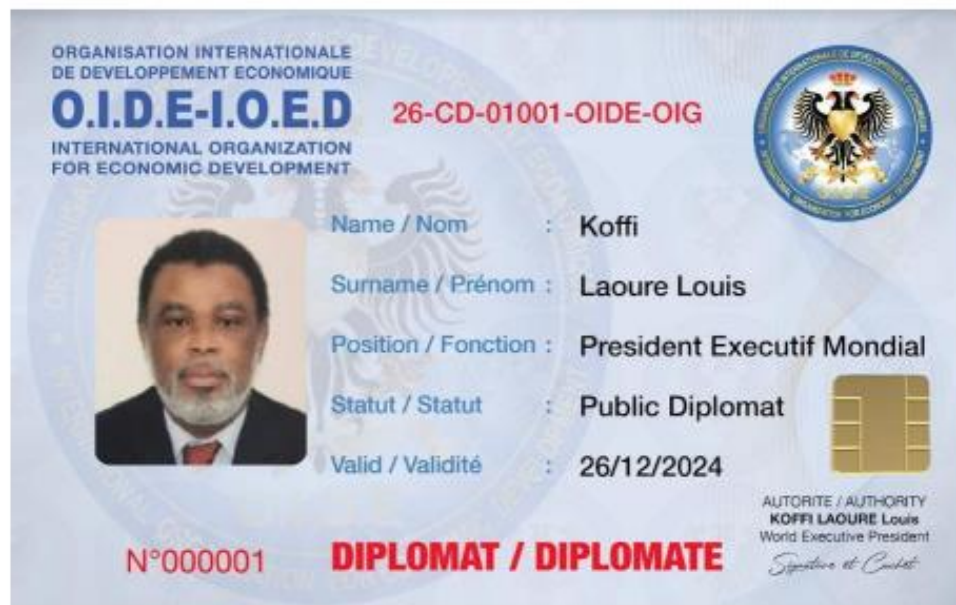 ORGANISATION INTERNATIONALE
DE DEVELOPPEMENT ECONOMIQUE
O.I.D.E-I.O.E.D
INTERNATIONAL ORGANIZATION
FOR ECONOMIC DEVELOPMENT
26-CD-01001-OIDE-OIG
Name / Nom : Koffi
Surname / Prénom : Laoure Louis
Position / Fonction : President Executif Mondial
Statut / Statut : Public Diplomat
Valid / Validité : 26/12/2024
AUTORITE / AUTHORITY
KOFFI LAOURE Louis
World Executive President
Signature et Cachet
N°000001
DIPLOMAT / DIPLOMATE